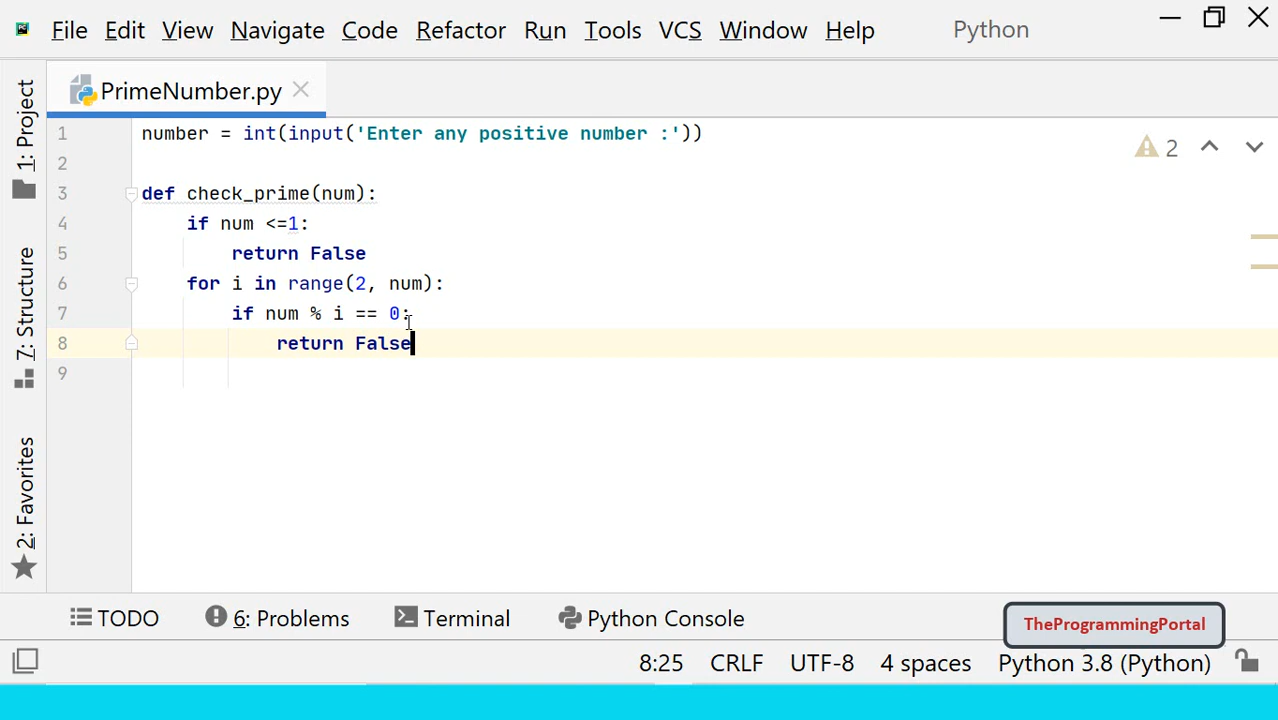 PC File Edit View Navigate Code Refactor Run Tools VCS Window Help Python
PrimeNumber.py
1: Project
7: Structure
2: Favorites
1 number = int(input('Enter any positive number :'))
2
3 def check_prime(num):
4 if num <=1:
5 return False
6 for i in range(2, num):
7 if num % i == 0:
8 return False
9
2
TODO 6: Problems Terminal Python Console
TheProgrammingPortal
8:25 CRLF UTF-8 4 spaces Python 3.8 (Python)